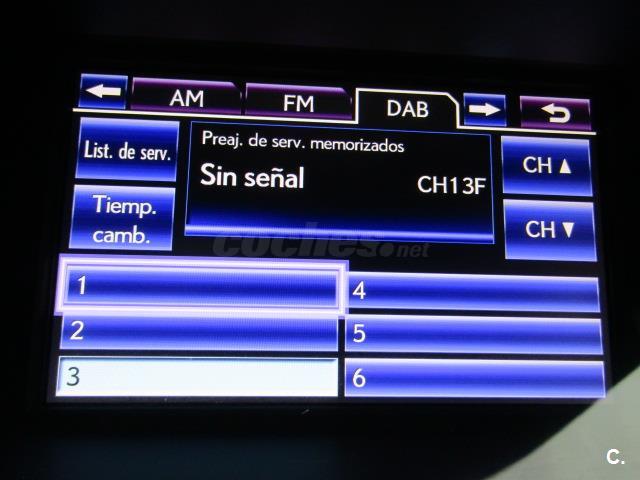 AM
FM
DAB
List. de serv.
Preaj. de serv. memorizados
Sin señal
CH13F
CH ▲
Tiemp.
camb.
CH ▼
coches.net
1
4
2
5
3
6
C.